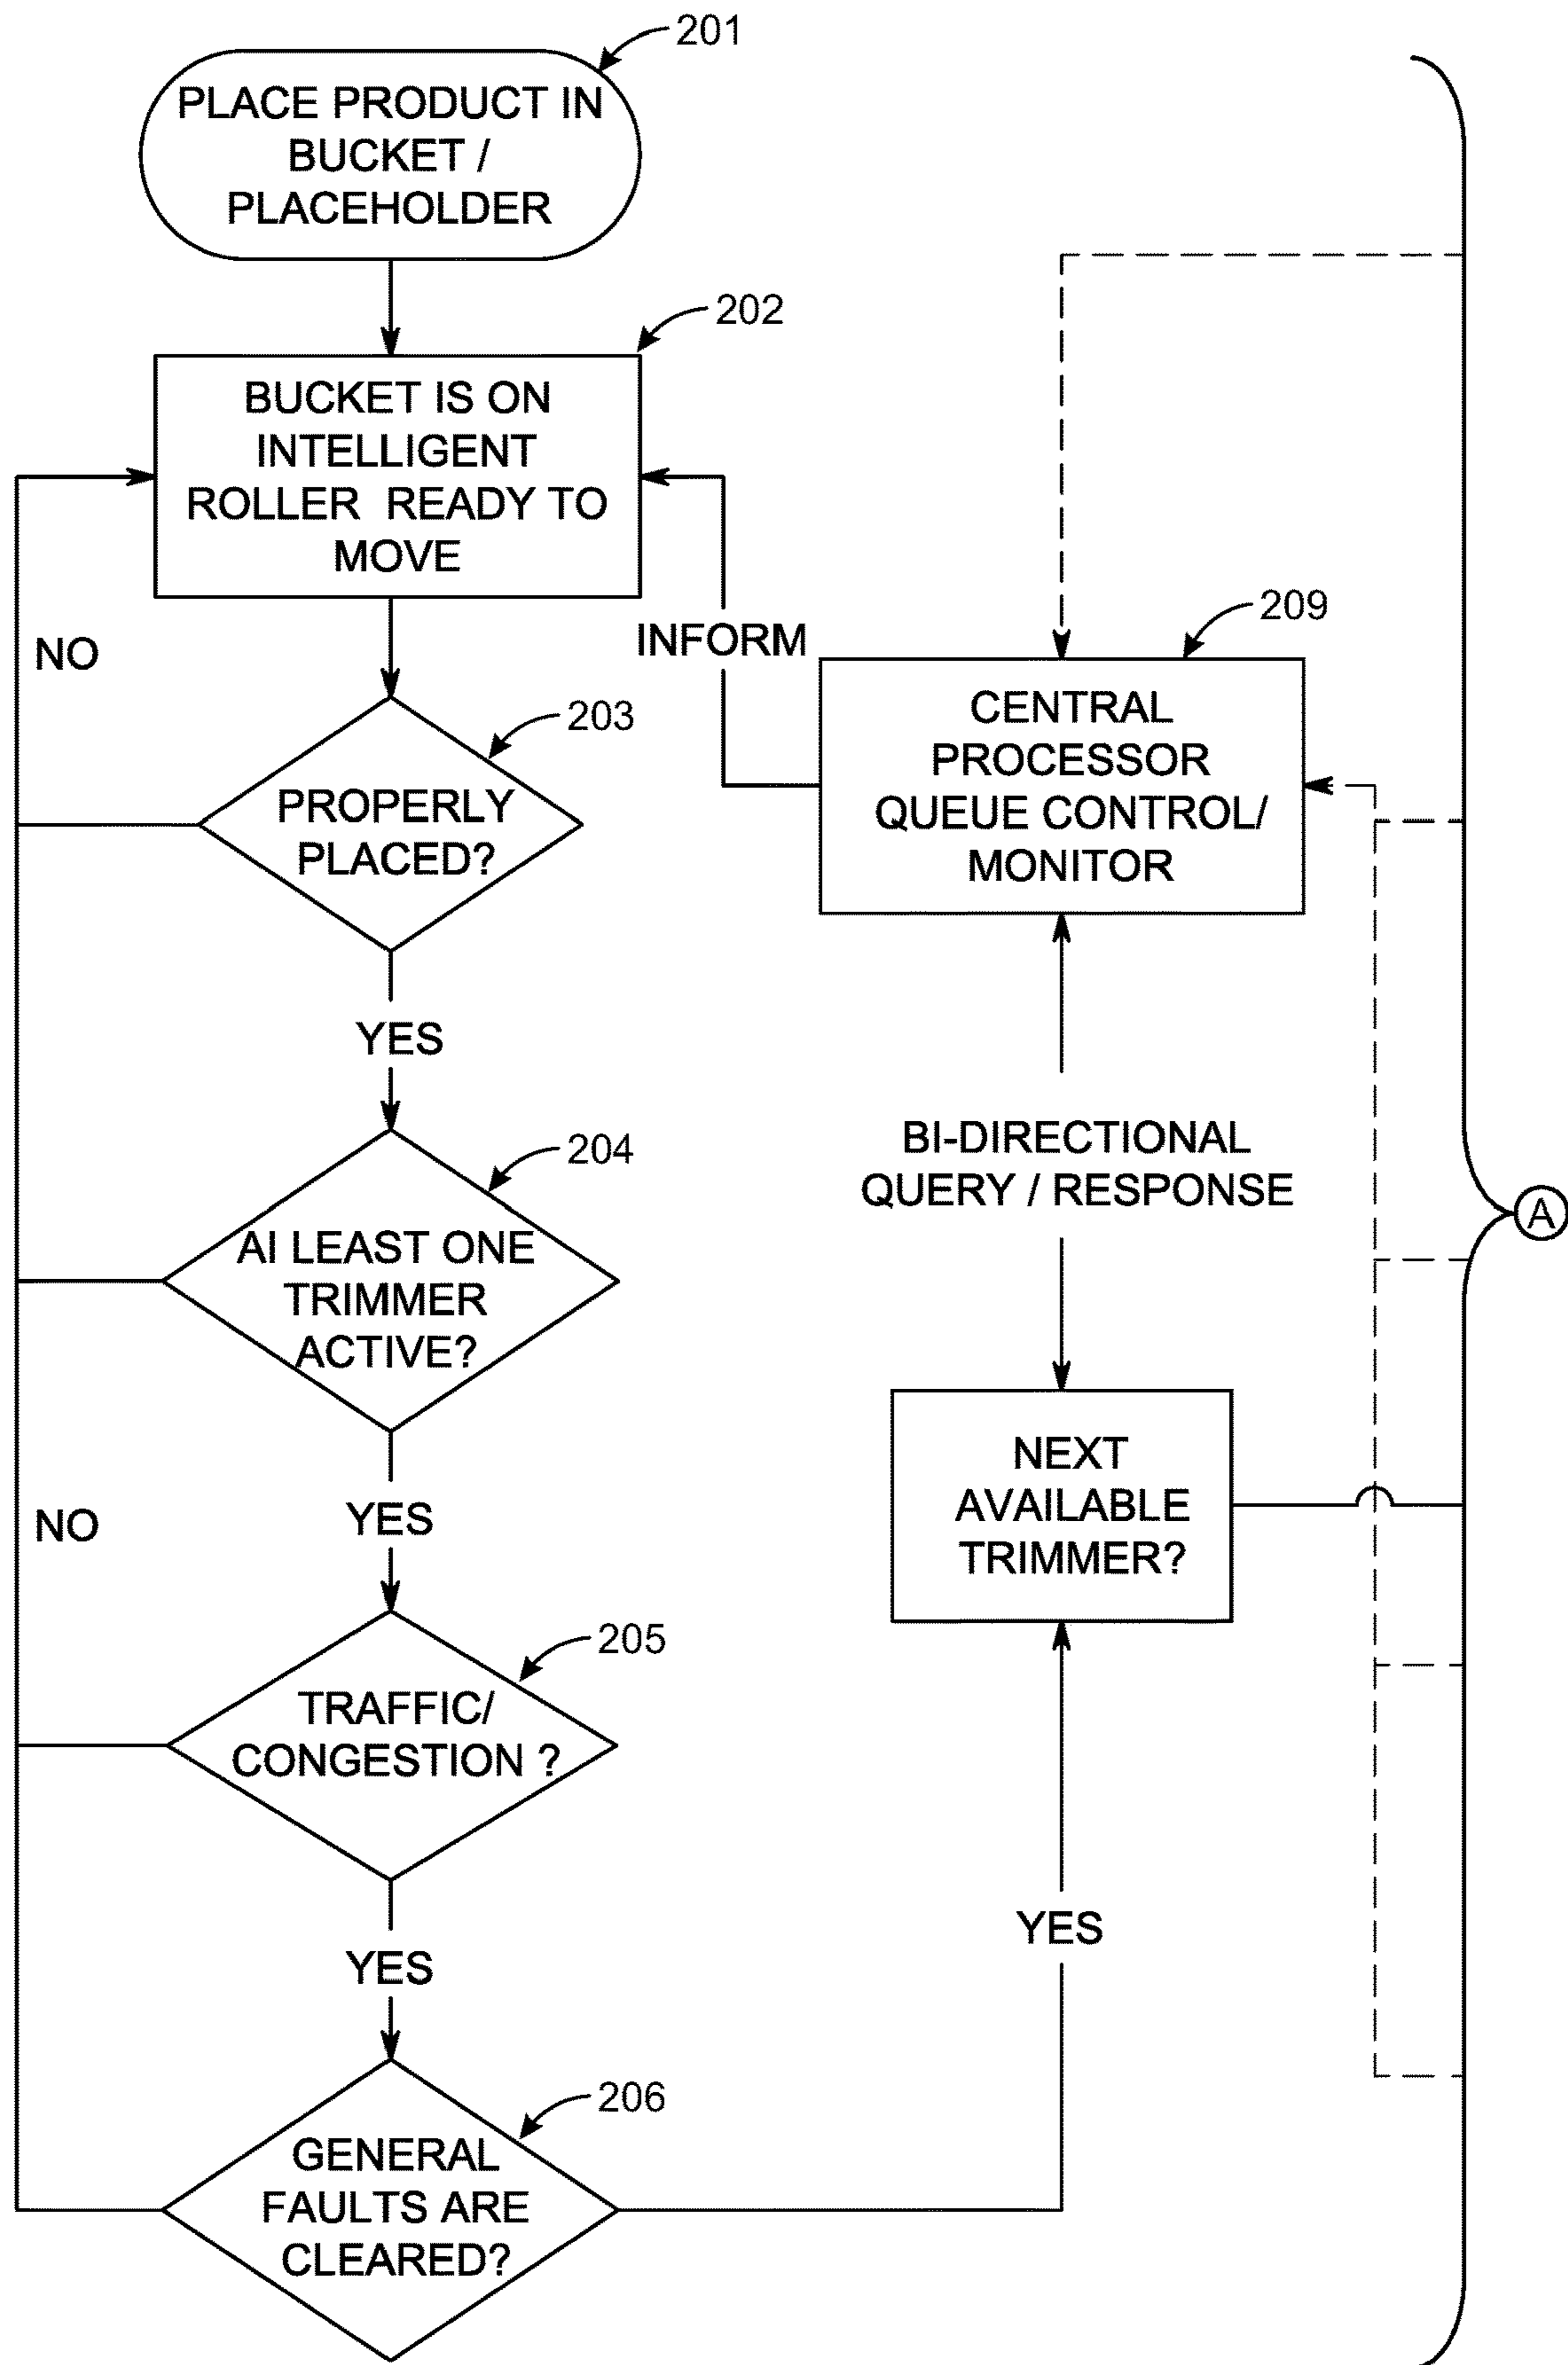 201
PLACE PRODUCT IN
BUCKET /
PLACEHOLDER
202
BUCKET IS ON
INTELLIGENT
ROLLER READY TO
MOVE
NO
INFORM
209
CENTRAL
PROCESSOR
QUEUE CONTROL/
MONITOR
203
PROPERLY
PLACED?
YES
204
AI LEAST ONE
TRIMMER
ACTIVE?
BI-DIRECTIONAL
QUERY / RESPONSE
A
YES
NO
NEXT
AVAILABLE
TRIMMER?
205
TRAFFIC/
CONGESTION ?
YES
YES
206
GENERAL
FAULTS ARE
CLEARED?